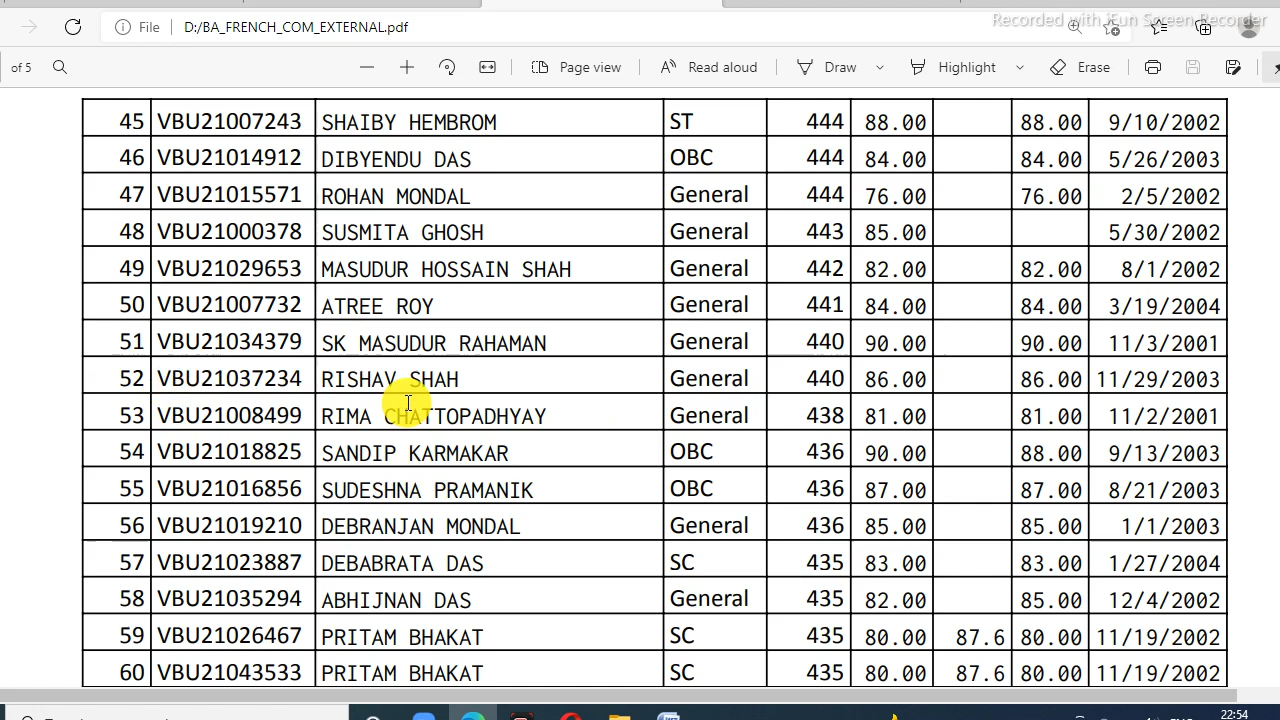 File D:/BA_FRENCH_COM_EXTERNAL.pdf
Recorded with iFun Screen Recorder
of 5 Page view Read aloud Draw Highlight Erase
45 VBU21007243 SHAIBY HEMBROM ST 444 88.00 88.00 9/10/2002
46 VBU21014912 DIBYENDU DAS OBC 444 84.00 84.00 5/26/2003
47 VBU21015571 ROHAN MONDAL General 444 76.00 76.00 2/5/2002
48 VBU21000378 SUSMITA GHOSH General 443 85.00 5/30/2002
49 VBU21029653 MASUDUR HOSSAIN SHAH General 442 82.00 82.00 8/1/2002
50 VBU21007732 ATREE ROY General 441 84.00 84.00 3/19/2004
51 VBU21034379 SK MASUDUR RAHAMAN General 440 90.00 90.00 11/3/2001
52 VBU21037234 RISHAV SHAH General 440 86.00 86.00 11/29/2003
53 VBU21008499 RIMA CHATTOPADHYAY General 438 81.00 81.00 11/2/2001
54 VBU21018825 SANDIP KARMAKAR OBC 436 90.00 88.00 9/13/2003
55 VBU21016856 SUDESHNA PRAMANIK OBC 436 87.00 87.00 8/21/2003
56 VBU21019210 DEBRANJAN MONDAL General 436 85.00 85.00 1/1/2003
57 VBU21023887 DEBABRATA DAS SC 435 83.00 83.00 1/27/2004
58 VBU21035294 ABHIJNAN DAS General 435 82.00 85.00 12/4/2002
59 VBU21026467 PRITAM BHAKAT SC 435 80.00 87.6 80.00 11/19/2002
60 VBU21043533 PRITAM BHAKAT SC 435 80.00 87.6 80.00 11/19/2002
22:54